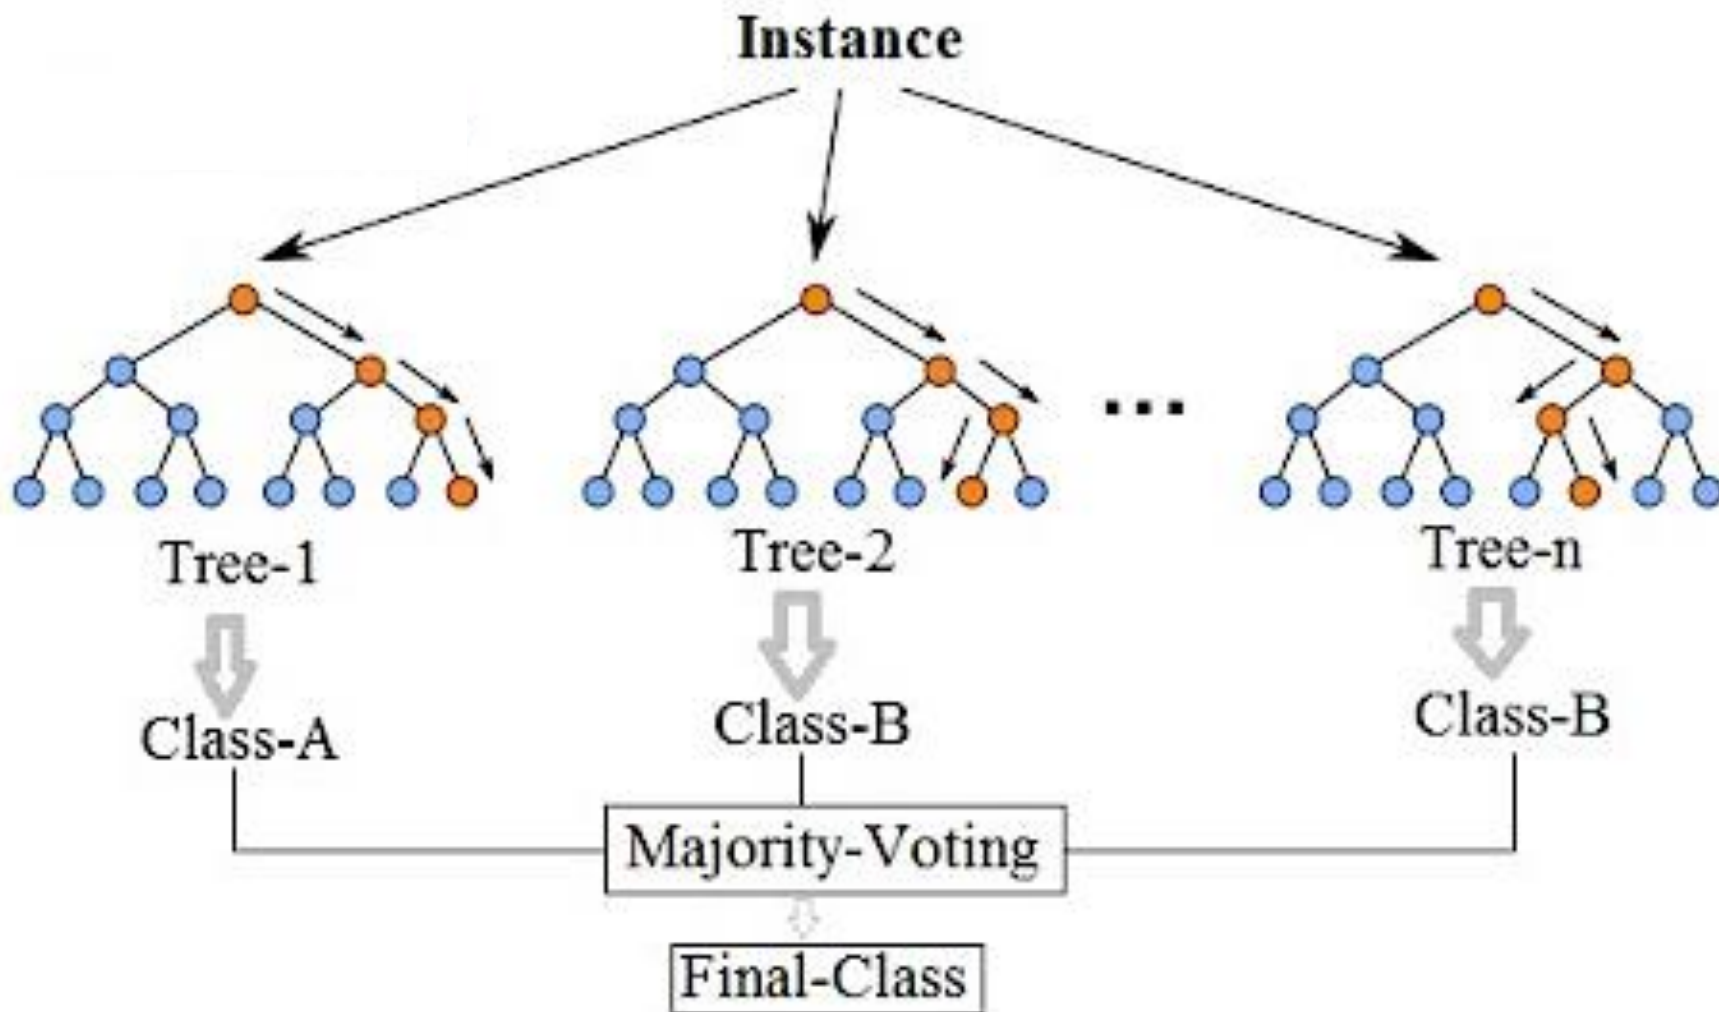 Instance
...
Tree-1
Tree-2
Tree-n
Class-A
Class-B
Class-B
Majority-Voting
Final-Class